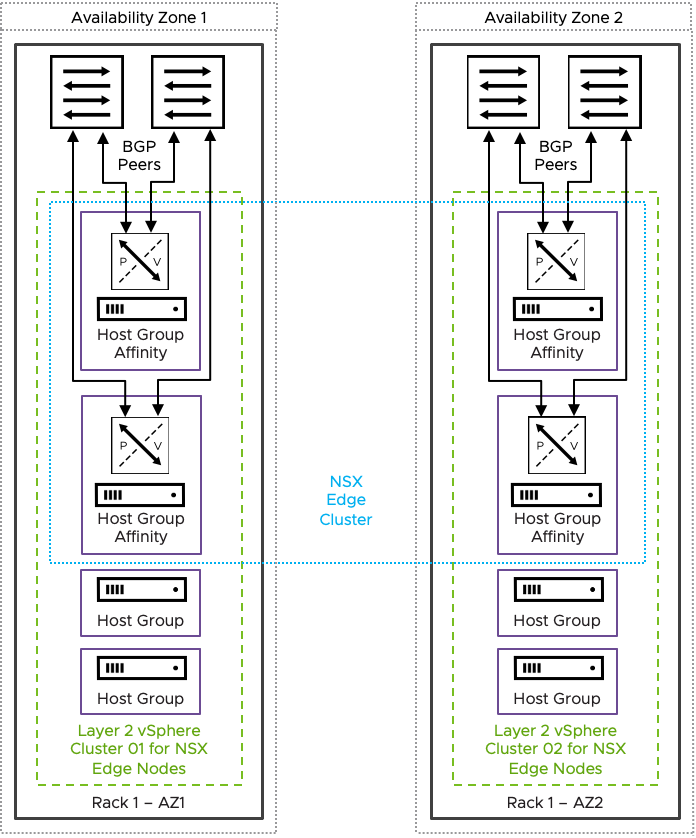 Availability Zone 1
BGP
Peers
P
V
Host Group
Affinity
P
V
Host Group
Affinity
Host Group
Host Group
Layer 2 vSphere
Cluster 01 for NSX
Edge Nodes
Rack 1 – AZ1
NSX
Edge
Cluster
Availability Zone 2
BGP
Peers
P
V
Host Group
Affinity
P
V
Host Group
Affinity
Host Group
Host Group
Layer 2 vSphere
Cluster 02 for NSX
Edge Nodes
Rack 1 – AZ2